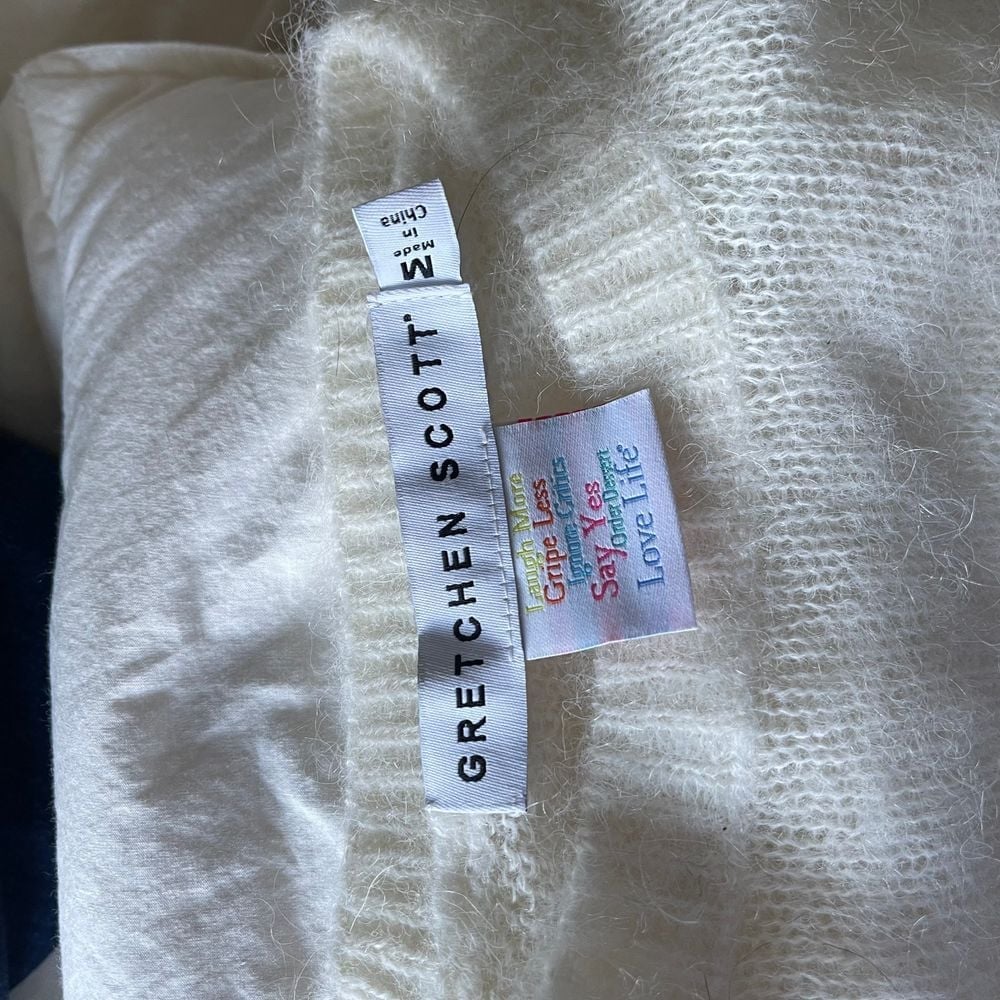 GRETCHEN SCOTT®
M
Made
in
China
Laugh More
Gripe Less
Ignore Critics
Say Yes
Order Dessert
Love Life®